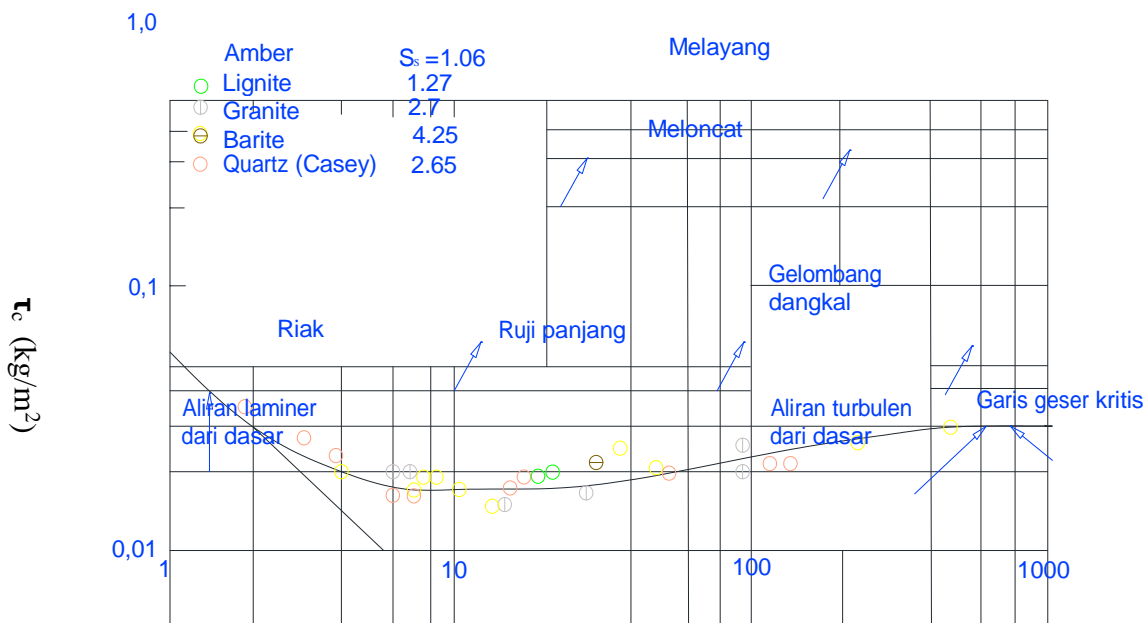 1,0
Melayang
Amber Sₛ =1.06
Lignite 1.27
Granite 2.7
Barite 4.25
Quartz (Casey) 2.65
Meloncat
Gelombang
dangkal
0,1
Riak
Ruji panjang
τc (kg/m²)
Aliran laminer
dari dasar
Aliran turbulen
dari dasar
Garis geser kritis
0,01
1 10 100 1000